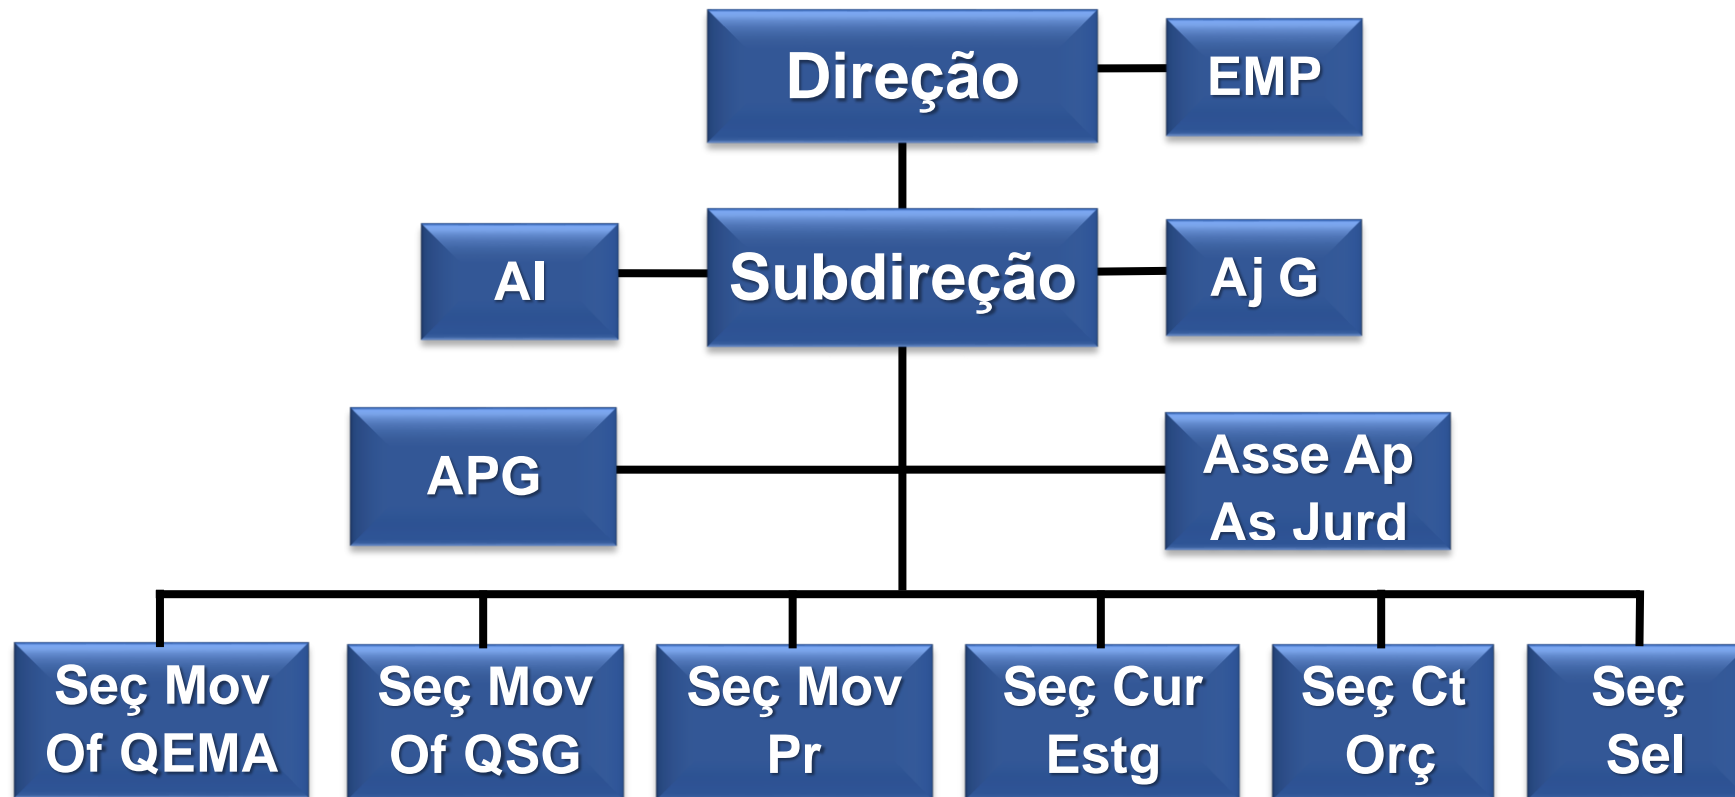 Direção
EMP
AI
Subdireção
Aj G
APG
Asse Ap
As Jurd
Seç Mov
Of QEMA
Seç Mov
Of QSG
Seç Mov
Pr
Seç Cur
Estg
Seç Ct
Orç
Seç
Sel